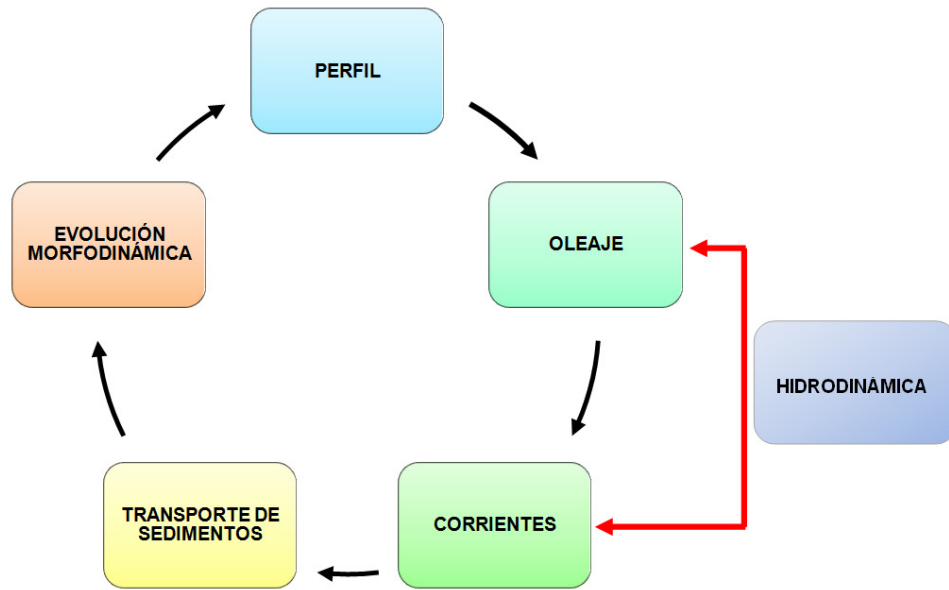 PERFIL
EVOLUCIÓN
MORFODINÁMICA
OLEAJE
HIDRODINÁMICA
TRANSPORTE DE
SEDIMENTOS
CORRIENTES